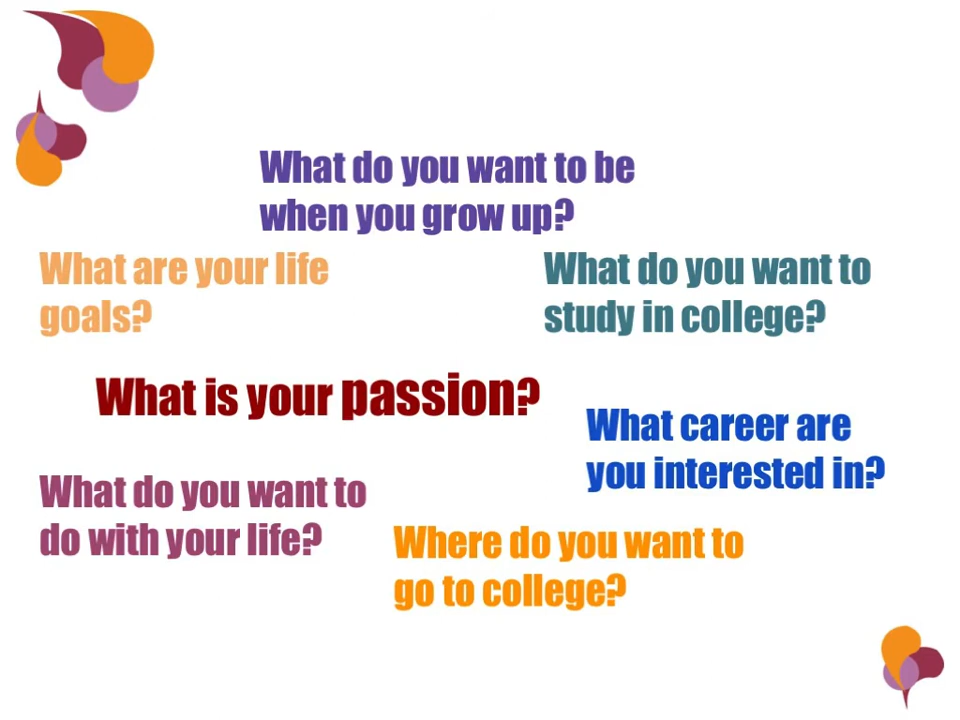 What do you want to be
when you grow up?
What are your life
goals?
What do you want to
study in college?
What is your passion?
What career are
you interested in?
What do you want to
do with your life?
Where do you want to
go to college?